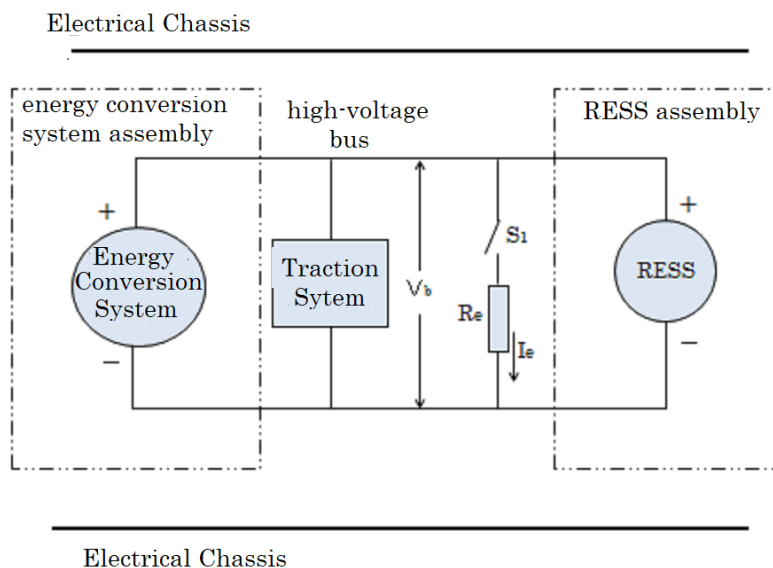 Electrical Chassis
energy conversion
system assembly
high-voltage
bus
RESS assembly
+
+
Energy
Conversion
System
Traction
Sytem
Vb
S1
Re
Ie
RESS
−
−
Electrical Chassis